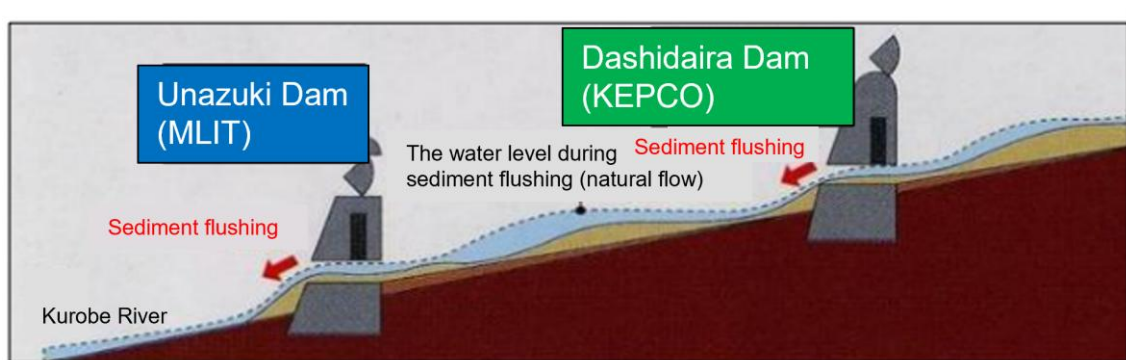 Unazuki Dam
(MLIT)
Dashidaira Dam
(KEPCO)
The water level during
sediment flushing (natural flow)
Sediment flushing
Sediment flushing
Kurobe River